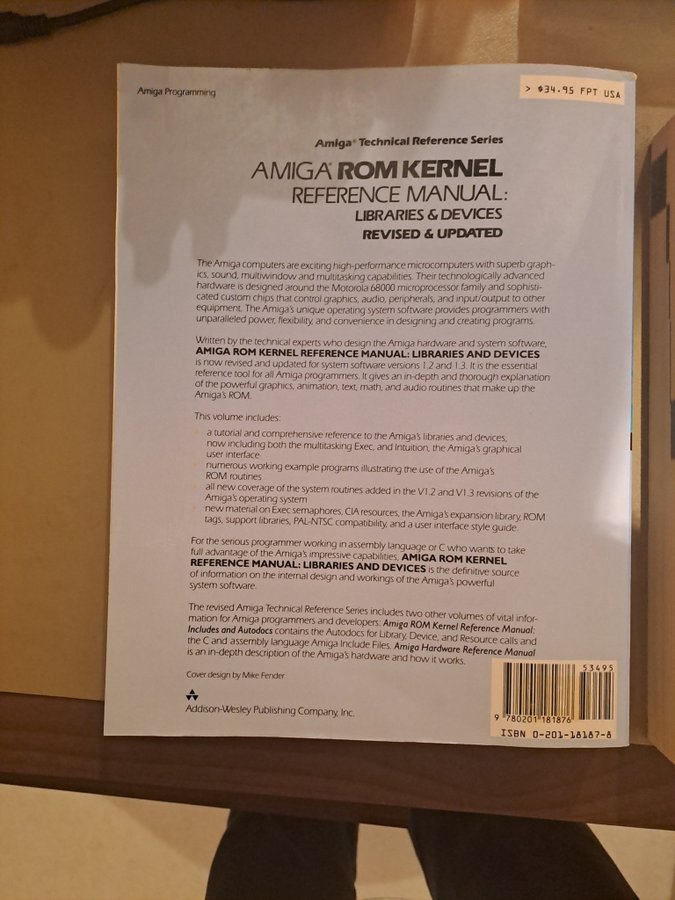 Amiga Programming
> $34.95 FPT USA
Amiga® Technical Reference Series
AMIGA® ROM KERNEL
REFERENCE MANUAL:
LIBRARIES & DEVICES
REVISED & UPDATED
The Amiga computers are exciting high-performance microcomputers with superb graph-
ics, sound, multiwindow and multitasking capabilities. Their technologically advanced
hardware is designed around the Motorola 68000 microprocessor family and sophisti-
cated custom chips that control graphics, audio, peripherals, and input/output to other
equipment. The Amiga's unique operating system software provides programmers with
unparalleled power, flexibility, and convenience in designing and creating programs.
Written by the technical experts who design the Amiga hardware and system software,
AMIGA ROM KERNEL REFERENCE MANUAL: LIBRARIES AND DEVICES
is now revised and updated for system software versions 1.2 and 1.3. It is the essential
reference tool for all Amiga programmers. It gives an in-depth and thorough explanation
of the powerful graphics, animation, text, math, and audio routines that make up the
Amiga's ROM.
This volume includes:
a tutorial and comprehensive reference to the Amiga's libraries and devices,
now including both the multitasking Exec, and Intuition, the Amiga's graphical
user interface
numerous working example programs illustrating the use of the Amiga's
ROM routines
all new coverage of the system routines added in the V1.2 and V1.3 revisions of the
Amiga's operating system
new material on Exec semaphores, CIA resources, the Amiga's expansion library, ROM
tags, support libraries, PAL-NTSC compatibility, and a user interface style guide.
For the serious programmer working in assembly language or C who wants to take
full advantage of the Amiga's impressive capabilities, AMIGA ROM KERNEL
REFERENCE MANUAL: LIBRARIES AND DEVICES is the definitive source
of information on the internal design and workings of the Amiga's powerful
system software.
The revised Amiga Technical Reference Series includes two other volumes of vital infor-
mation for Amiga programmers and developers: Amiga ROM Kernel Reference Manual:
Includes and Autodocs contains the Autodocs for Library, Device, and Resource calls and
the C and assembly language Amiga Include Files. Amiga Hardware Reference Manual
is an in-depth description of the Amiga's hardware and how it works.
Cover design by Mike Fender
Addison-Wesley Publishing Company, Inc.
53495
9 780201 181876
ISBN 0-201-18187-8